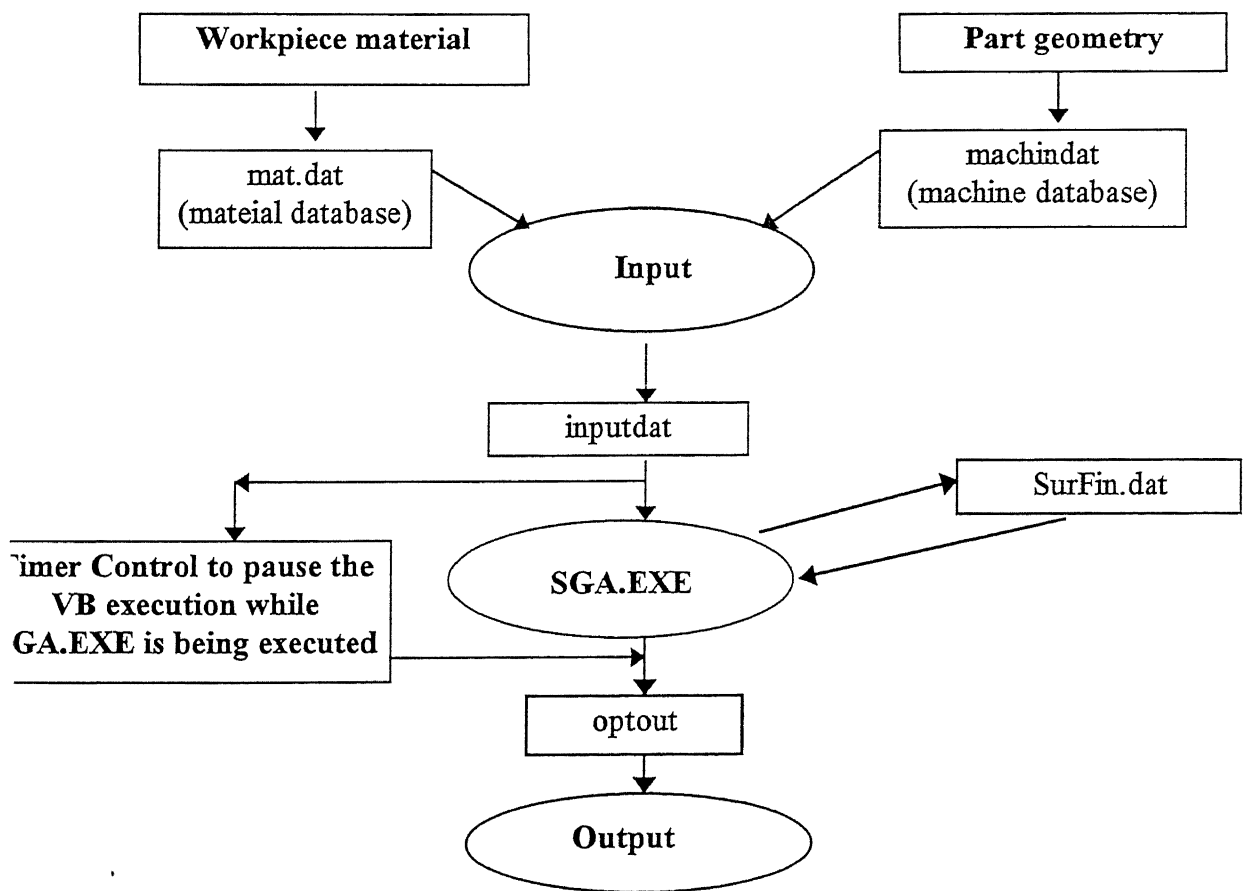 Workpiece material
Part geometry
mat.dat
(mateial database)
machindat
(machine database)
Input
inputdat
SurFin.dat
imer Control to pause the
VB execution while
GA.EXE is being executed
SGA.EXE
optout
Output